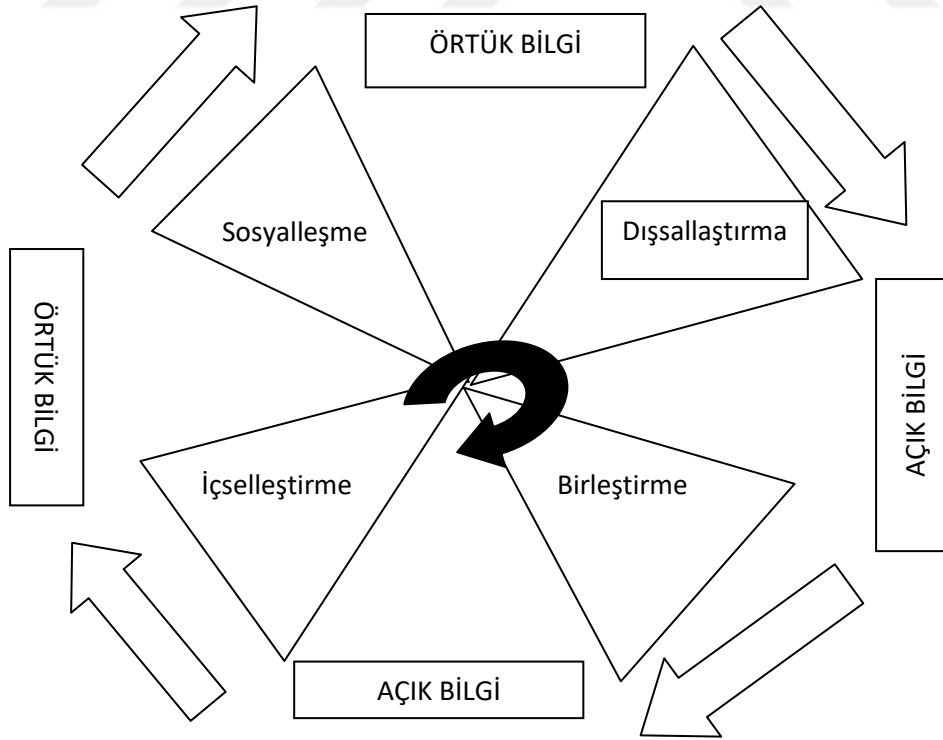 ÖRTÜK BİLGİ
Sosyalleşme
Dışsallaştırma
ÖRTÜK BİLGİ
AÇIK BİLGİ
İçselleştirme
Birleştirme
AÇIK BİLGİ